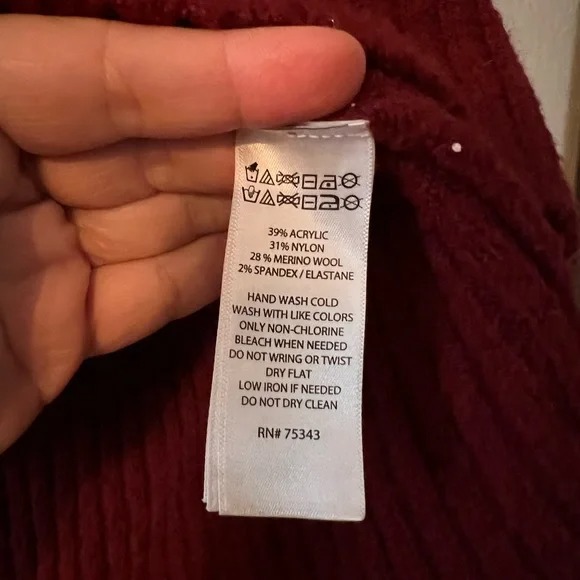 39% ACRYLIC
31% NYLON
28 % MERINO WOOL
2% SPANDEX / ELASTANE
HAND WASH COLD
WASH WITH LIKE COLORS
ONLY NON-CHLORINE
BLEACH WHEN NEEDED
DO NOT WRING OR TWIST
DRY FLAT
LOW IRON IF NEEDED
DO NOT DRY CLEAN
RN# 75343